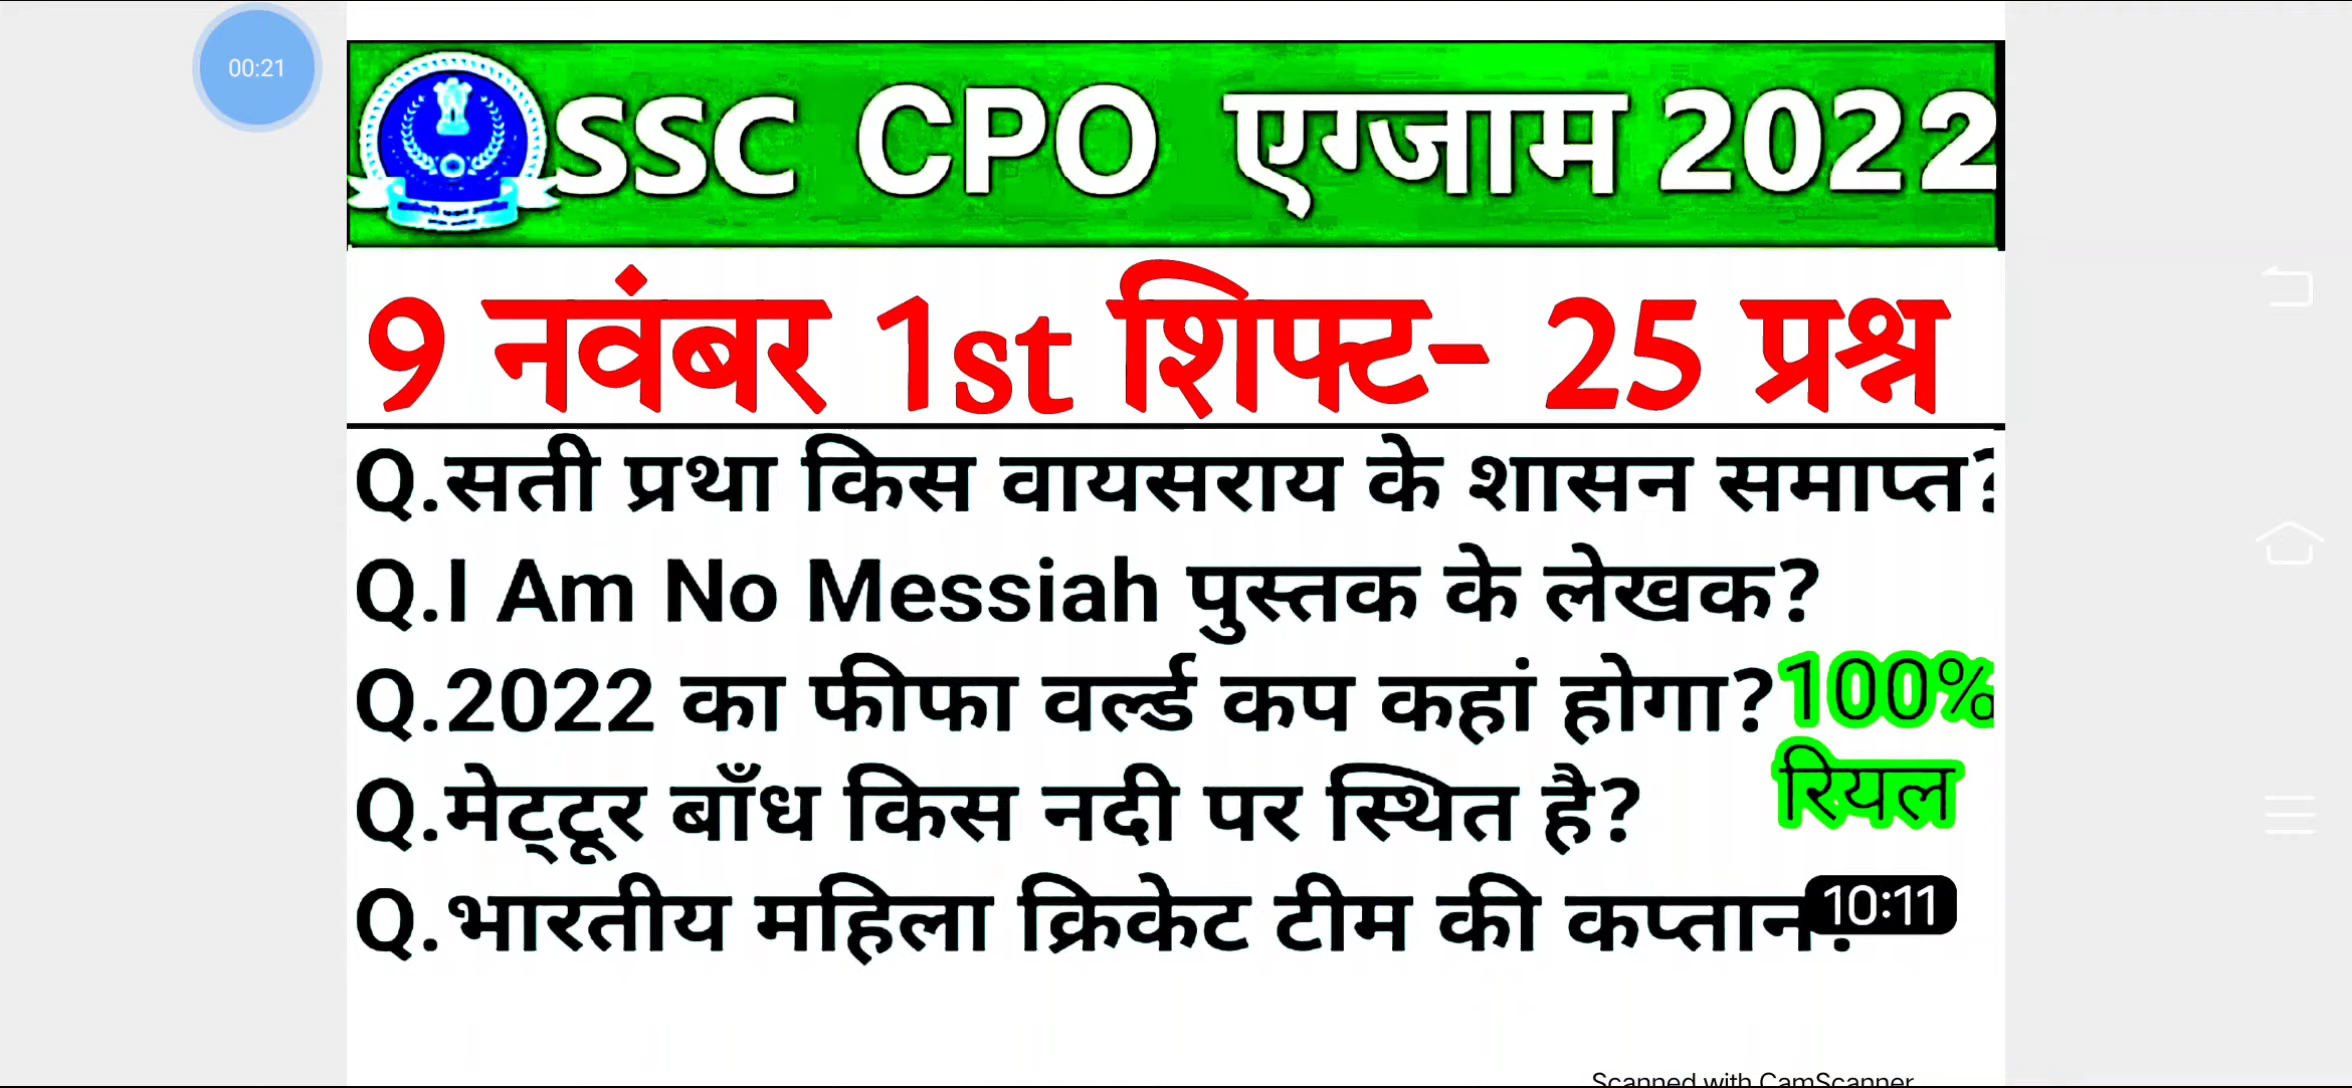 00:21
SSC CPO एग्जाम 2022
9 नवंबर 1st शिफ्ट- 25 प्रश्न
Q.सती प्रथा किस वायसराय के शासन समाप्त?
Q.I Am No Messiah पुस्तक के लेखक?
Q.2022 का फीफा वर्ल्ड कप कहां होगा? 100%
रियल
Q.मेट्टूर बाँध किस नदी पर स्थित है?
Q.भारतीय महिला क्रिकेट टीम की कप्तान
10:11
Scanned with CamScanner